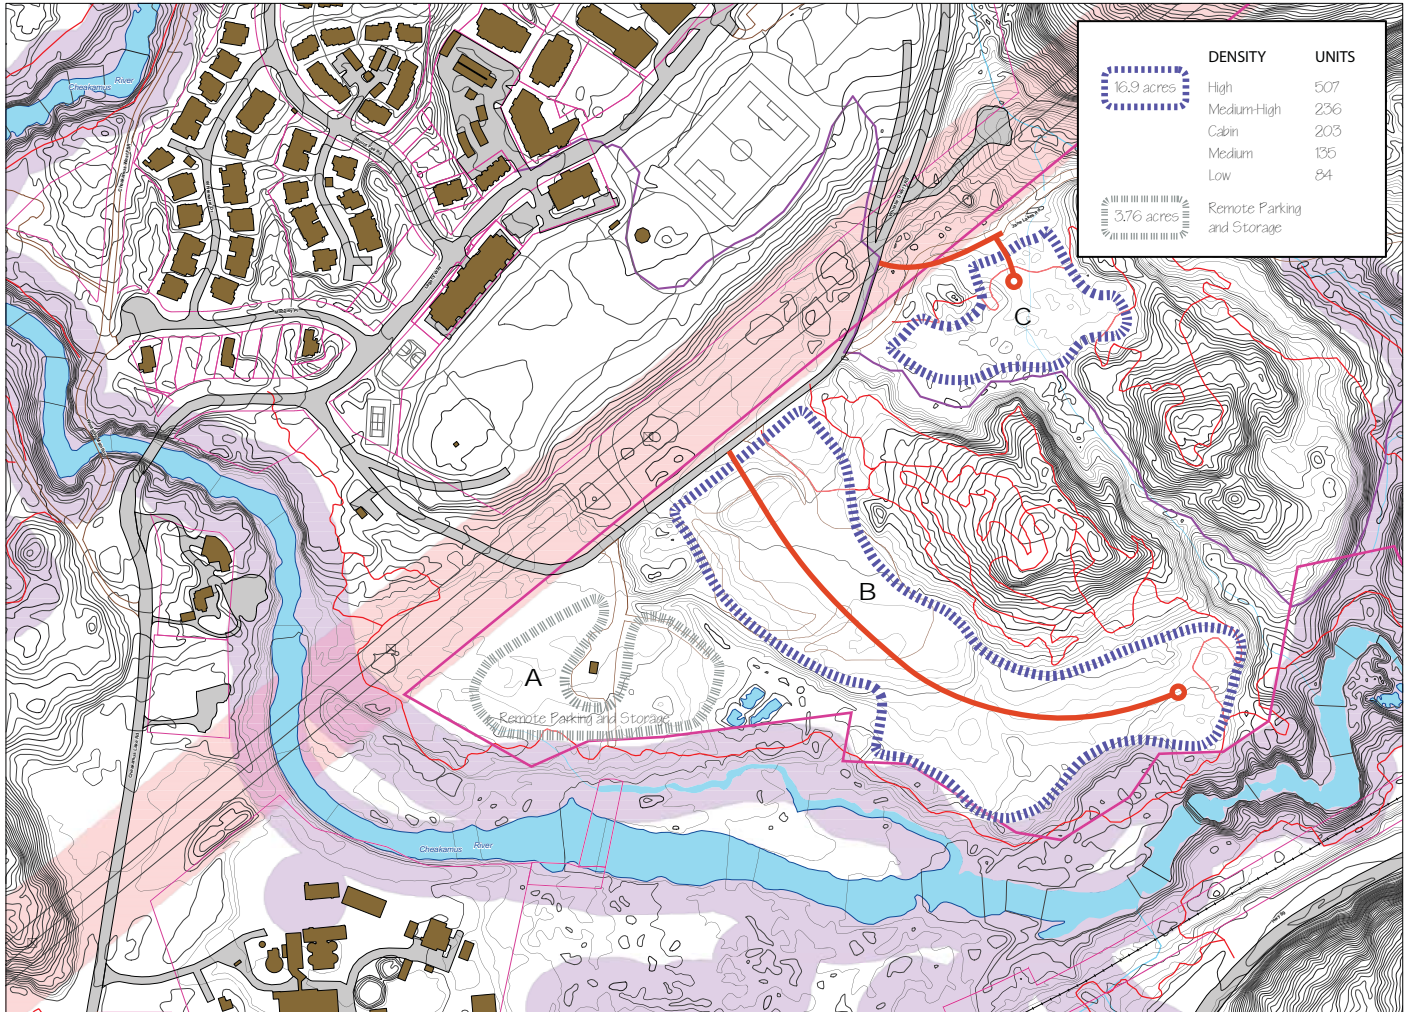 DENSITY UNITS
16.9 acres
High 507
Medium-High 236
Cabin 203
Medium 135
Low 84
3.76 acres
Remote Parking
and Storage
Cheakamus River
C
B
A
Remote Parking and Storage
Cheakamus River